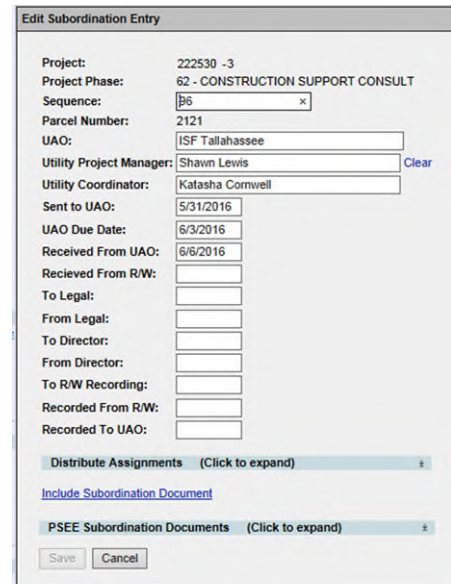 Edit Subordination Entry
Project: 222530 -3
Project Phase: 62 - CONSTRUCTION SUPPORT CONSULT
Sequence: 96 ×
Parcel Number: 2121
UAO: ISF Tallahassee
Utility Project Manager: Shawn Lewis Clear
Utility Coordinator: Katasha Cornwell
Sent to UAO: 5/31/2016
UAO Due Date: 6/3/2016
Received From UAO: 6/6/2016
Recieved From R/W:
To Legal:
From Legal:
To Director:
From Director:
To R/W Recording:
Recorded From R/W:
Recorded To UAO:
Distribute Assignments (Click to expand)
Include Subordination Document
PSEE Subordination Documents (Click to expand)
Save Cancel